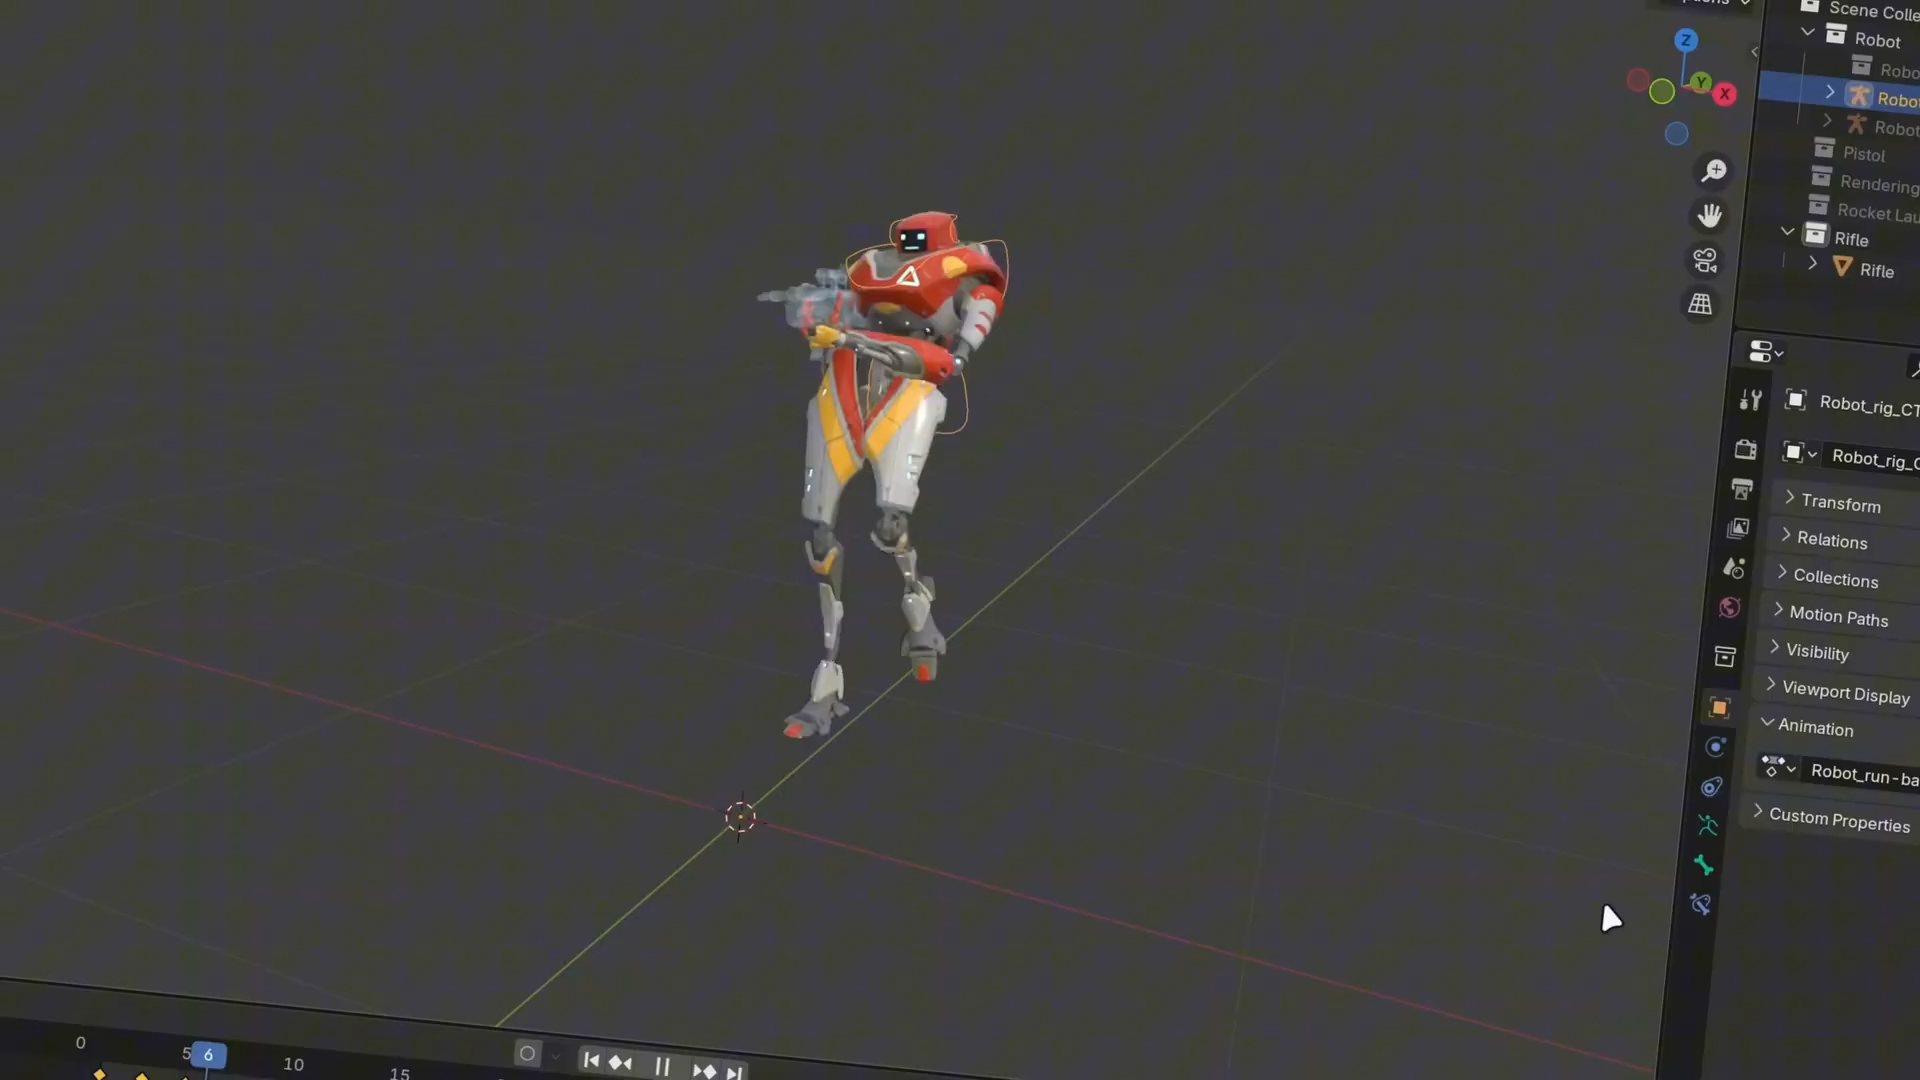 Scene Colle
Robot
Robo
Robo
Robot
Pistol
Rendering
Rocket Lau
Rifle
Rifle
Z
Y
X
Robot_rig_CT
Robot_rig_C
Transform
Relations
Collections
Motion Paths
Visibility
Viewport Display
Animation
Robot_run-ba
Custom Properties
0
5
6
10
15